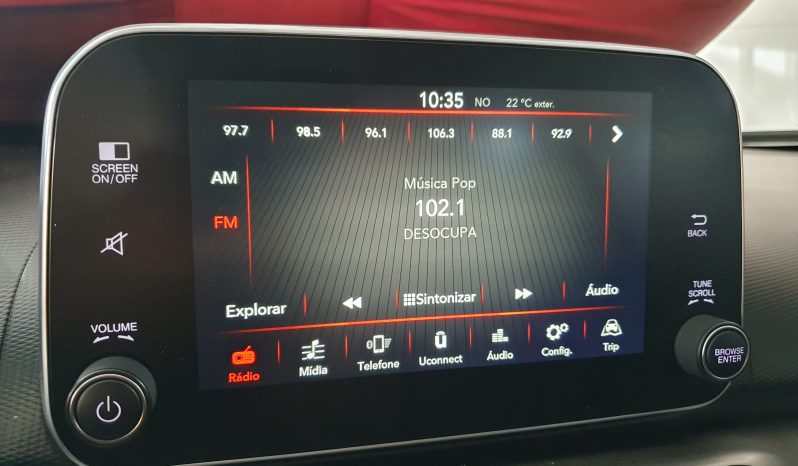 10:35 NO 22 °C exter.
97.7 98.5 96.1 106.3 88.1 92.9
SCREEN
ON/OFF
AM
Música Pop
102.1
FM
DESOCUPA
BACK
TUNE
SCROLL
Explorar Sintonizar Áudio
VOLUME
Rádio Mídia Telefone Uconnect Áudio Config. Trip
BROWSE
ENTER